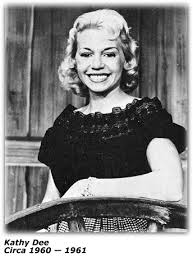 Kathy Dee
Circa 1960 — 1961